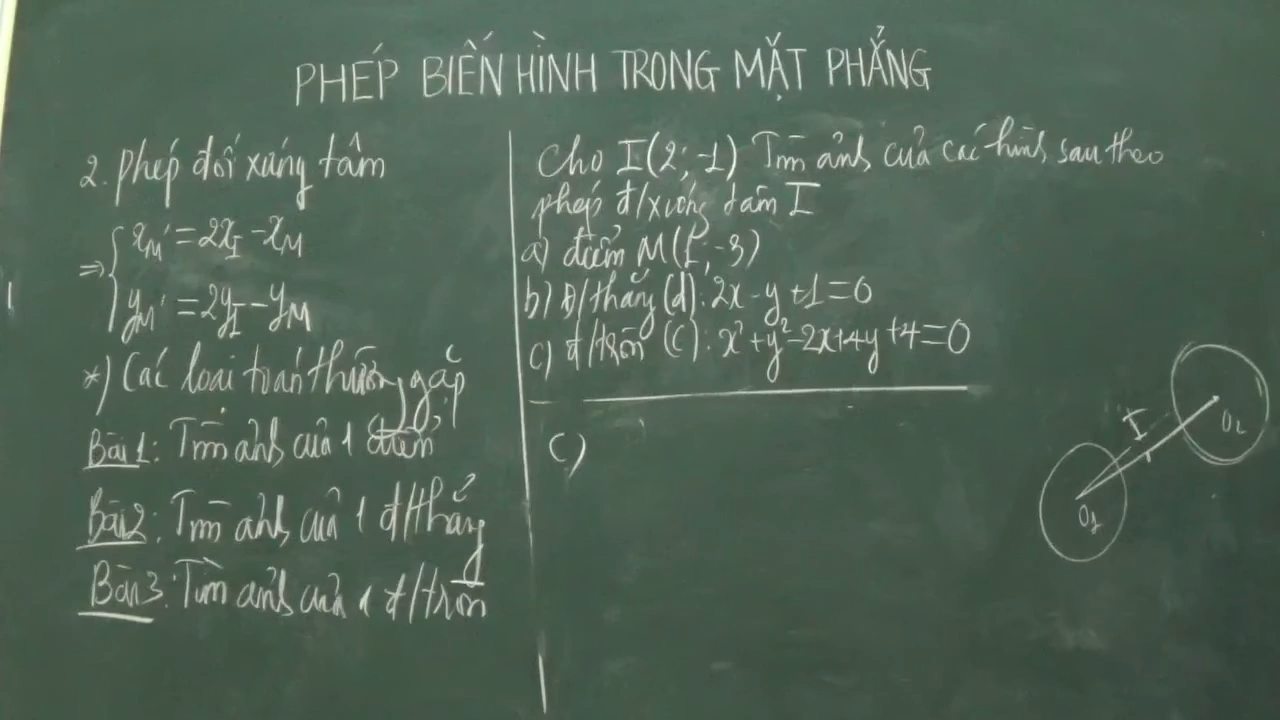 PHÉP BIẾN HÌNH TRONG MẶT PHẲNG
2. Phép đối xứng tâm
⇒ { x_M' = 2x_I - x_M
y_M' = 2y_I - y_M
*) Các loại toán thường gặp
Bài 1: Tìm ảnh của 1 điểm
Bài 2: Tìm ảnh của 1 đ/thẳng
Bài 3: Tìm ảnh của 1 đ/tròn
Cho I(2; -1) Tìm ảnh của các hình sau theo
phép đ/xứng tâm I
a) điểm M(1; -3)
b) Đ/thẳng (d): 2x - y + 1 = 0
c) đ/tròn (C): x² + y² - 2x + 4y + 4 = 0
c)
I
O₂
O₁